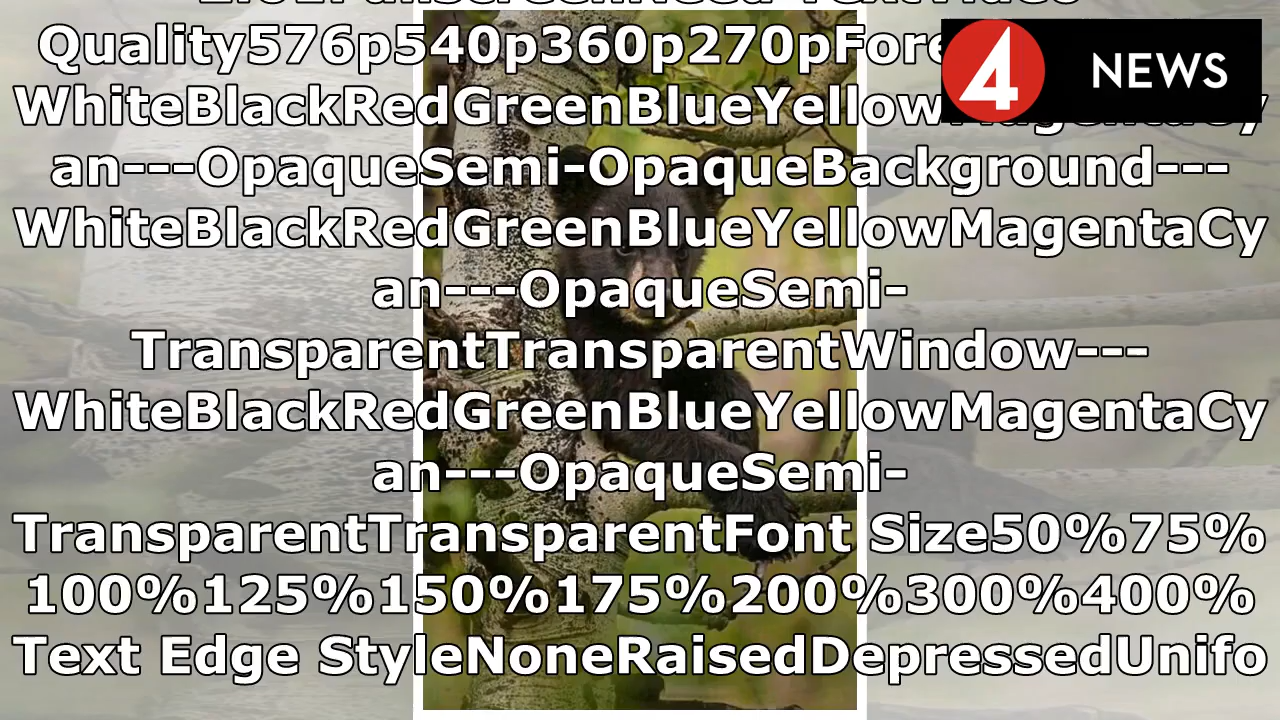 Quality576p540p360p270pFore
4 NEWS
WhiteBlackRedGreenBlueYellowMagentaCy
an---OpaqueSemi-OpaqueBackground---
WhiteBlackRedGreenBlueYellowMagentaCy
an---OpaqueSemi-
TransparentTransparentWindow---
WhiteBlackRedGreenBlueYellowMagentaCy
an---OpaqueSemi-
TransparentTransparentFont Size50%75%
100%125%150%175%200%300%400%
Text Edge StyleNoneRaisedDepressedUnifo